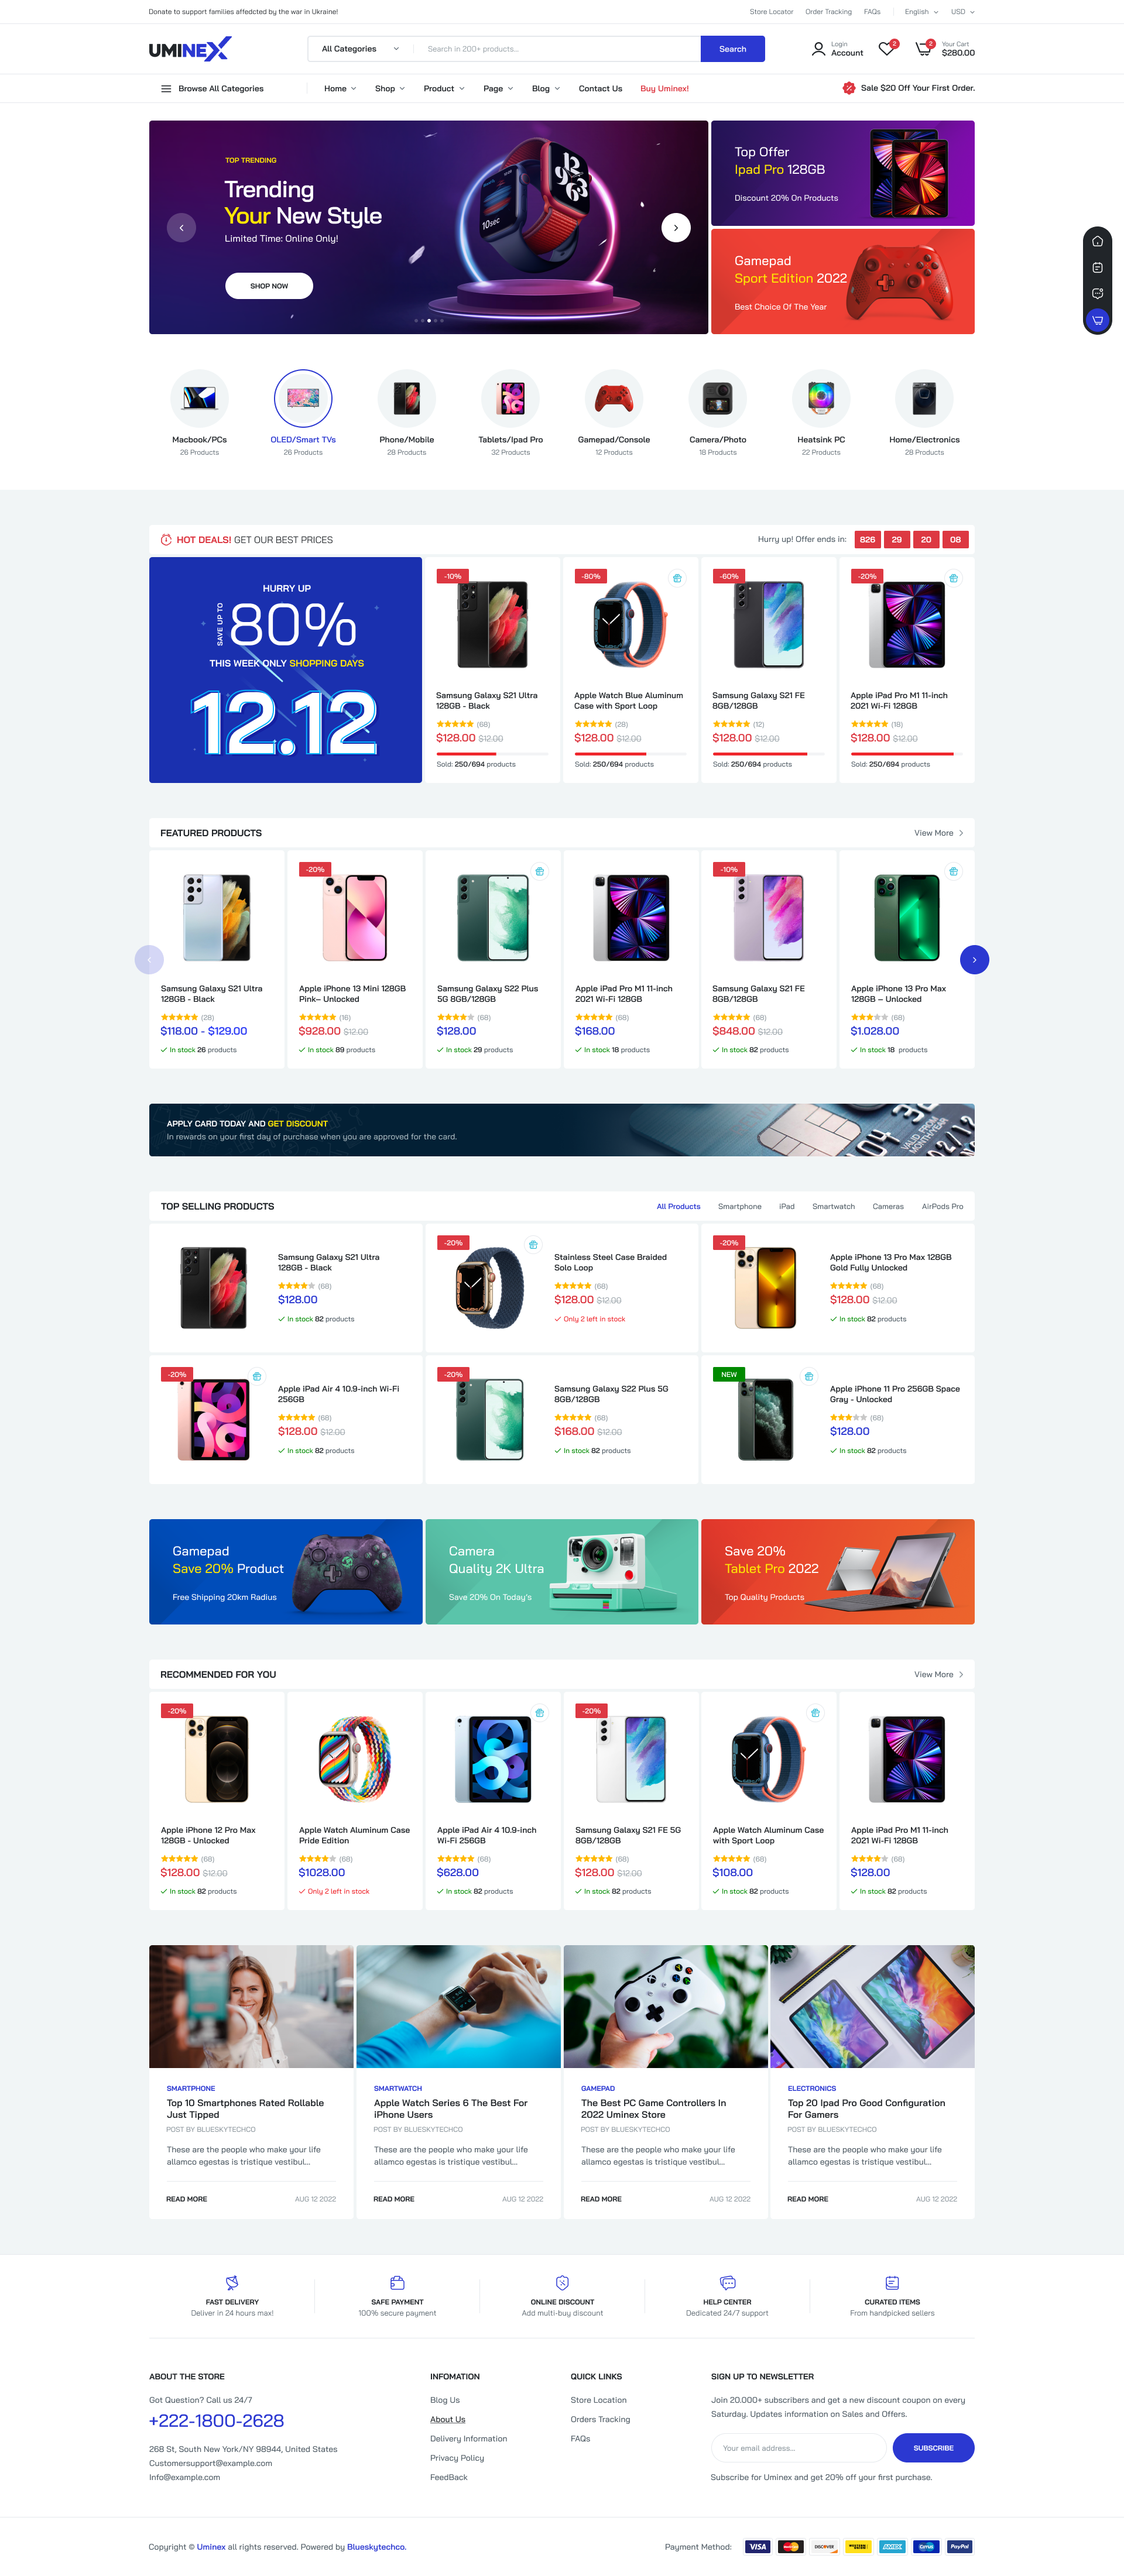 Donate to support families affedcted by the war in Ukraine!
Store Locator Order Tracking FAQs English USD
UMINEX
All Categories Search in 200+ products... Search
Login
Account
2
2
Your Cart
$280.00
Browse All Categories Home Shop Product Page Blog Contact Us Buy Uminex! Sale $20 Off Your First Order.
TOP TRENDING
Trending
Your New Style
Limited Time: Online Only!
SHOP NOW
10sec
Top Offer
Ipad Pro 128GB
Discount 20% On Products
Gamepad
Sport Edition 2022
Best Choice Of The Year
Macbook/PCs OLED/Smart TVs Phone/Mobile Tablets/Ipad Pro Gamepad/Console Camera/Photo Heatsink PC Home/Electronics
26 Products 26 Products 28 Products 32 Products 12 Products 18 Products 22 Products 28 Products
HOT DEALS! GET OUR BEST PRICES
Hurry up! Offer ends in: 826 29 20 08
HURRY UP
SAVE UP TO
80%
THIS WEEK ONLY SHOPPING DAYS
12.12
-10%
Samsung Galaxy S21 Ultra
128GB - Black
(68)
$128.00 $12.00
Sold: 250/694 products
-80%
Apple Watch Blue Aluminum
Case with Sport Loop
(28)
$128.00 $12.00
Sold: 250/694 products
-60%
Samsung Galaxy S21 FE
8GB/128GB
(12)
$128.00 $12.00
Sold: 250/694 products
-20%
Apple iPad Pro M1 11-inch
2021 Wi-Fi 128GB
(18)
$128.00 $12.00
Sold: 250/694 products
FEATURED PRODUCTS
View More
Samsung Galaxy S21 Ultra
128GB - Black
(28)
$118.00 - $129.00
In stock 26 products
-20%
Apple iPhone 13 Mini 128GB
Pink– Unlocked
(16)
$928.00 $12.00
In stock 89 products
Samsung Galaxy S22 Plus
5G 8GB/128GB
(68)
$128.00
In stock 29 products
Apple iPad Pro M1 11-inch
2021 Wi-Fi 128GB
(68)
$168.00
In stock 18 products
-10%
Samsung Galaxy S21 FE
8GB/128GB
(68)
$848.00 $12.00
In stock 82 products
Apple iPhone 13 Pro Max
128GB – Unlocked
(68)
$1.028.00
In stock 18 products
APPLY CARD TODAY AND GET DISCOUNT
In rewards on your first day of purchase when you are approved for the card.
VALID FROM
MONTH/YEAR
TOP SELLING PRODUCTS
All Products Smartphone iPad Smartwatch Cameras AirPods Pro
Samsung Galaxy S21 Ultra
128GB - Black
(68)
$128.00
In stock 82 products
-20%
Stainless Steel Case Braided
Solo Loop
(68)
$128.00 $12.00
Only 2 left in stock
-20%
Apple iPhone 13 Pro Max 128GB
Gold Fully Unlocked
(68)
$128.00 $12.00
In stock 82 products
-20%
Apple iPad Air 4 10.9-inch Wi-Fi
256GB
(68)
$128.00 $12.00
In stock 82 products
-20%
Samsung Galaxy S22 Plus 5G
8GB/128GB
(68)
$168.00 $12.00
In stock 82 products
NEW
Apple iPhone 11 Pro 256GB Space
Gray - Unlocked
(68)
$128.00
In stock 82 products
Gamepad
Save 20% Product
Free Shipping 20km Radius
Camera
Quality 2K Ultra
Save 20% On Today's
Save 20%
Tablet Pro 2022
Top Quality Products
RECOMMENDED FOR YOU
View More
-20%
Apple iPhone 12 Pro Max
128GB - Unlocked
(68)
$128.00 $12.00
In stock 82 products
Apple Watch Aluminum Case
Pride Edition
(68)
$1028.00
Only 2 left in stock
Apple iPad Air 4 10.9-inch
Wi-Fi 256GB
(68)
$628.00
In stock 82 products
-20%
Samsung Galaxy S21 FE 5G
8GB/128GB
(68)
$128.00 $12.00
In stock 82 products
Apple Watch Aluminum Case
with Sport Loop
(68)
$108.00
In stock 82 products
Apple iPad Pro M1 11-inch
2021 Wi-Fi 128GB
(68)
$128.00
In stock 82 products
SMARTPHONE
Top 10 Smartphones Rated Rollable
Just Tipped
POST BY BLUESKYTECHCO
These are the people who make your life
allamco egestas is tristique vestibul...
READ MORE AUG 12 2022
SMARTWATCH
Apple Watch Series 6 The Best For
iPhone Users
POST BY BLUESKYTECHCO
These are the people who make your life
allamco egestas is tristique vestibul...
READ MORE AUG 12 2022
GAMEPAD
The Best PC Game Controllers In
2022 Uminex Store
POST BY BLUESKYTECHCO
These are the people who make your life
allamco egestas is tristique vestibul...
READ MORE AUG 12 2022
ELECTRONICS
Top 20 Ipad Pro Good Configuration
For Gamers
POST BY BLUESKYTECHCO
These are the people who make your life
allamco egestas is tristique vestibul...
READ MORE AUG 12 2022
FAST DELIVERY
Deliver in 24 hours max!
SAFE PAYMENT
100% secure payment
ONLINE DISCOUNT
Add multi-buy discount
HELP CENTER
Dedicated 24/7 support
CURATED ITEMS
From handpicked sellers
ABOUT THE STORE
Got Question? Call us 24/7
+222-1800-2628
268 St, South New York/NY 98944, United States
Customersupport@example.com
Info@example.com
INFOMATION
Blog Us
About Us
Delivery Information
Privacy Policy
FeedBack
QUICK LINKS
Store Location
Orders Tracking
FAQs
SIGN UP TO NEWSLETTER
Join 20.000+ subscribers and get a new discount coupon on every
Saturday. Updates information on Sales and Offers.
Your email address... SUBSCRIBE
Subscribe for Uminex and get 20% off your first purchase.
Copyright © Uminex all rights reserved. Powered by Blueskytechco.
Payment Method: VISA DISCOVER PayPal